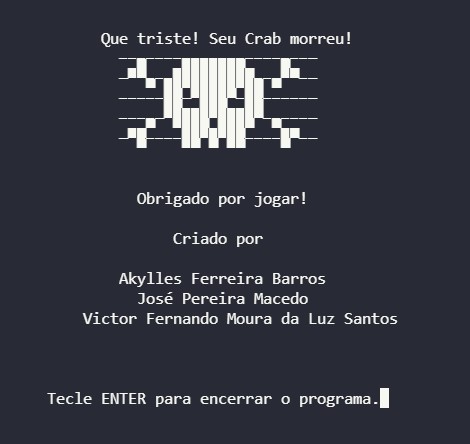 Que triste! Seu Crab morreu!
Obrigado por jogar!
Criado por
Akylles Ferreira Barros
José Pereira Macedo
Victor Fernando Moura da Luz Santos
Tecle ENTER para encerrar o programa.